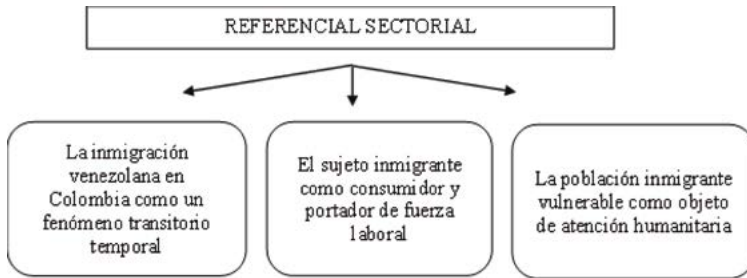 REFERENCIAL SECTORIAL
La inmigración
venezolana en
Colombia como un
fenómeno transitorio
temporal
El sujeto inmigrante
como consumidor y
portador de fuerza
laboral
La población inmigrante
vulnerable como objeto
de atención humanitaria